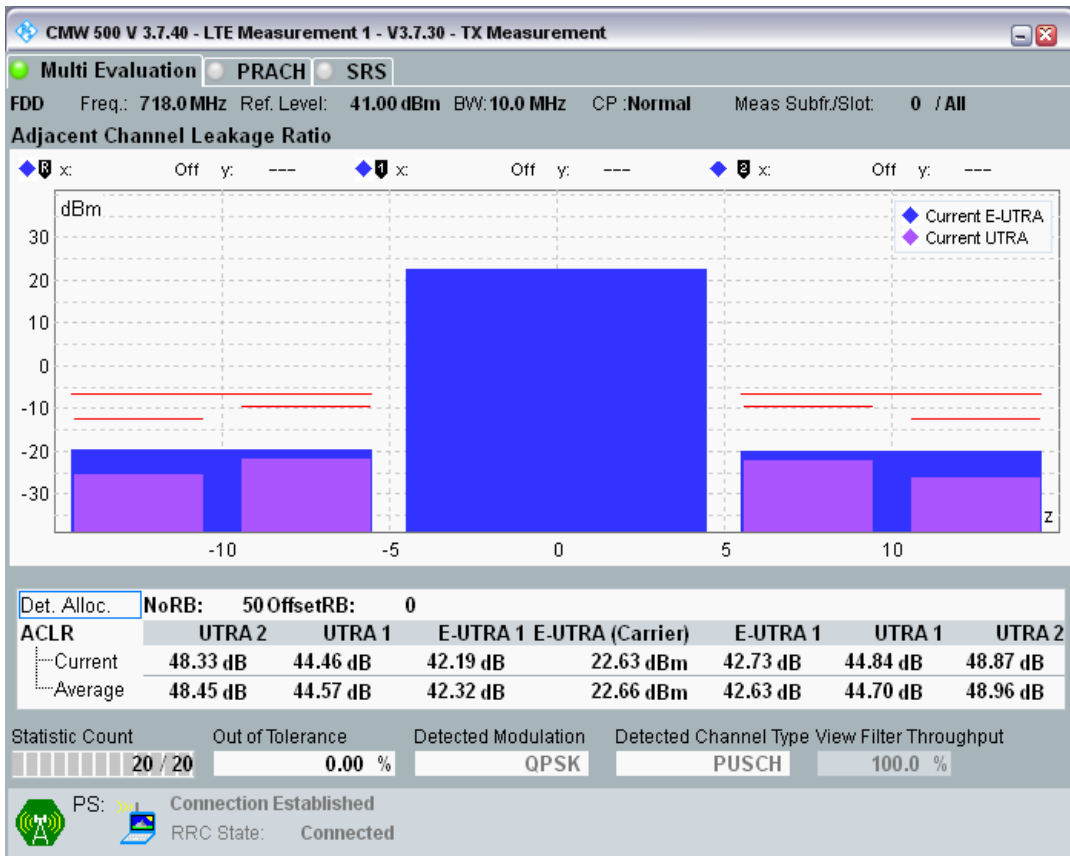 CMW 500 V 3.7.40 - LTE Measurement 1 - V3.7.30 - TX Measurement
Multi Evaluation PRACH SRS
FDD Freq.: 718.0 MHz Ref. Level: 41.00 dBm BW: 10.0 MHz CP :Normal Meas Subfr./Slot: 0 / All
Adjacent Channel Leakage Ratio
R x: Off y: --- 1 x: Off y: --- 2 x: Off y: ---
dBm
Current E-UTRA
Current UTRA
30
20
10
0
-10
-20
-30
z
-10 -5 0 5 10
Det. Alloc. NoRB: 50 OffsetRB: 0
ACLR UTRA 2 UTRA 1 E-UTRA 1 E-UTRA (Carrier) E-UTRA 1 UTRA 1 UTRA 2
Current 48.33 dB 44.46 dB 42.19 dB 22.63 dBm 42.73 dB 44.84 dB 48.87 dB
Average 48.45 dB 44.57 dB 42.32 dB 22.66 dBm 42.63 dB 44.70 dB 48.96 dB
Statistic Count Out of Tolerance Detected Modulation Detected Channel Type View Filter Throughput
20 / 20 0.00 % QPSK PUSCH 100.0 %
PS: Connection Established
RRC State: Connected